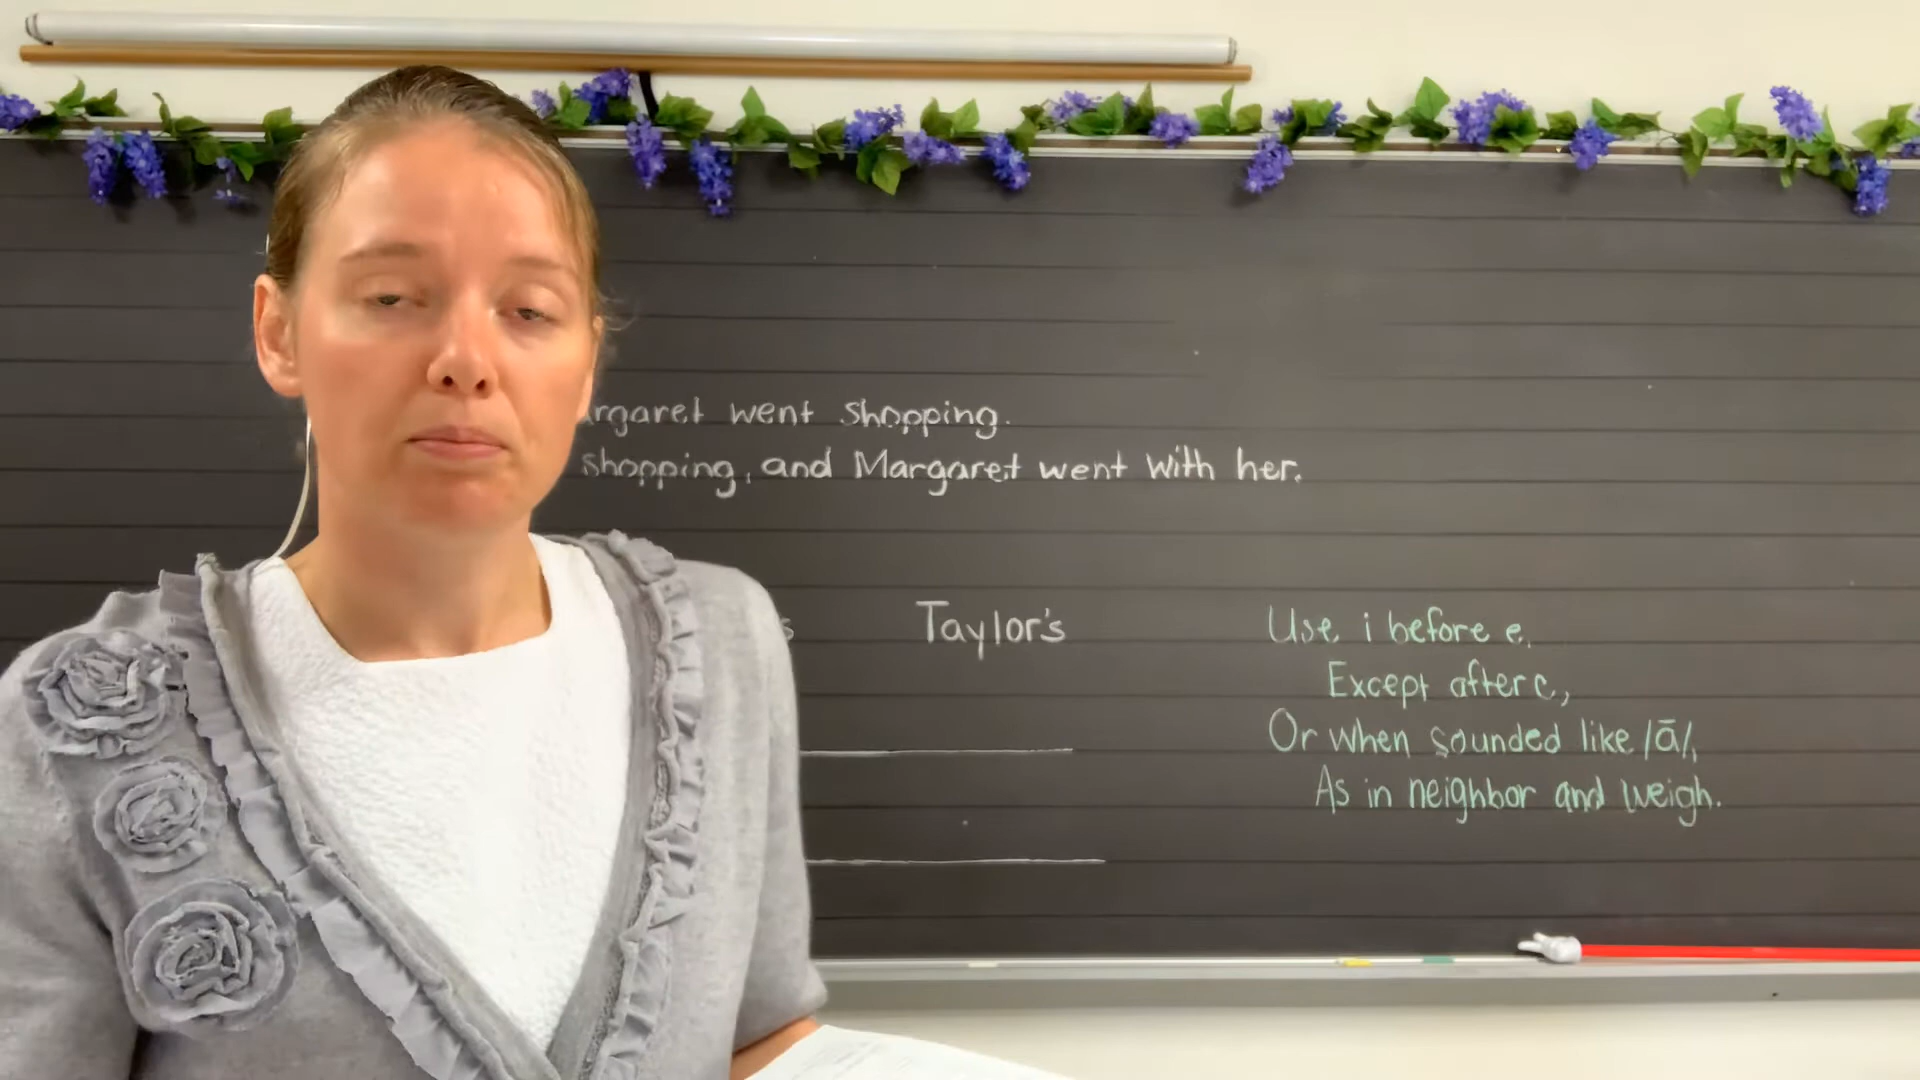 went shopping.
shopping, and Margaret went with her.
Taylor's
Use i before e,
Except after c,
Or when sounded like /ā/,
As in neighbor and weigh.